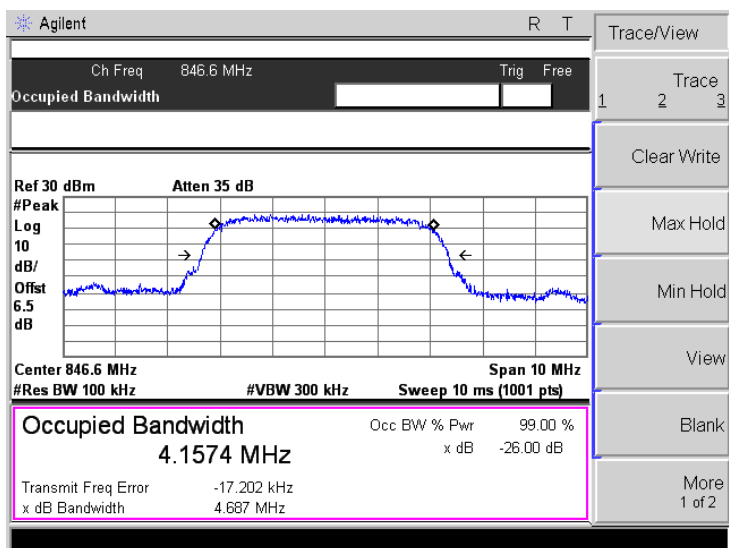 Agilent R T
Trace/View
Ch Freq 846.6 MHz Trig Free
Occupied Bandwidth
Trace
1 2 3
Clear Write
Ref 30 dBm Atten 35 dB
#Peak
Log
10
dB/
Offst
6.5
dB
Max Hold
Min Hold
View
Center 846.6 MHz Span 10 MHz
#Res BW 100 kHz #VBW 300 kHz Sweep 10 ms (1001 pts)
Occupied Bandwidth
4.1574 MHz
Occ BW % Pwr 99.00 %
x dB -26.00 dB
Transmit Freq Error -17.202 kHz
x dB Bandwidth 4.687 MHz
Blank
More
1 of 2